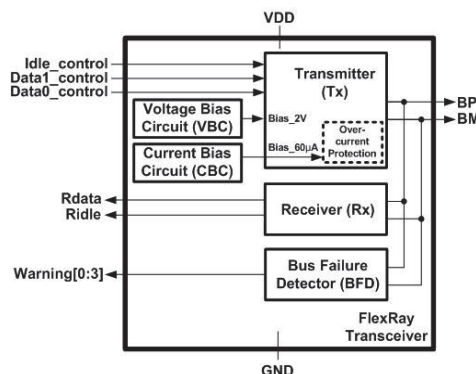 VDD
Idle_control
Data1_control
Data0_control
Transmitter
(Tx)
BP
BM
Voltage Bias
Circuit (VBC)
Bias_2V
Over-
current
Protection
Current Bias
Circuit (CBC)
Bias_60µA
Rdata
Ridle
Receiver (Rx)
Warning[0:3]
Bus Failure
Detector (BFD)
FlexRay
Transceiver
GND